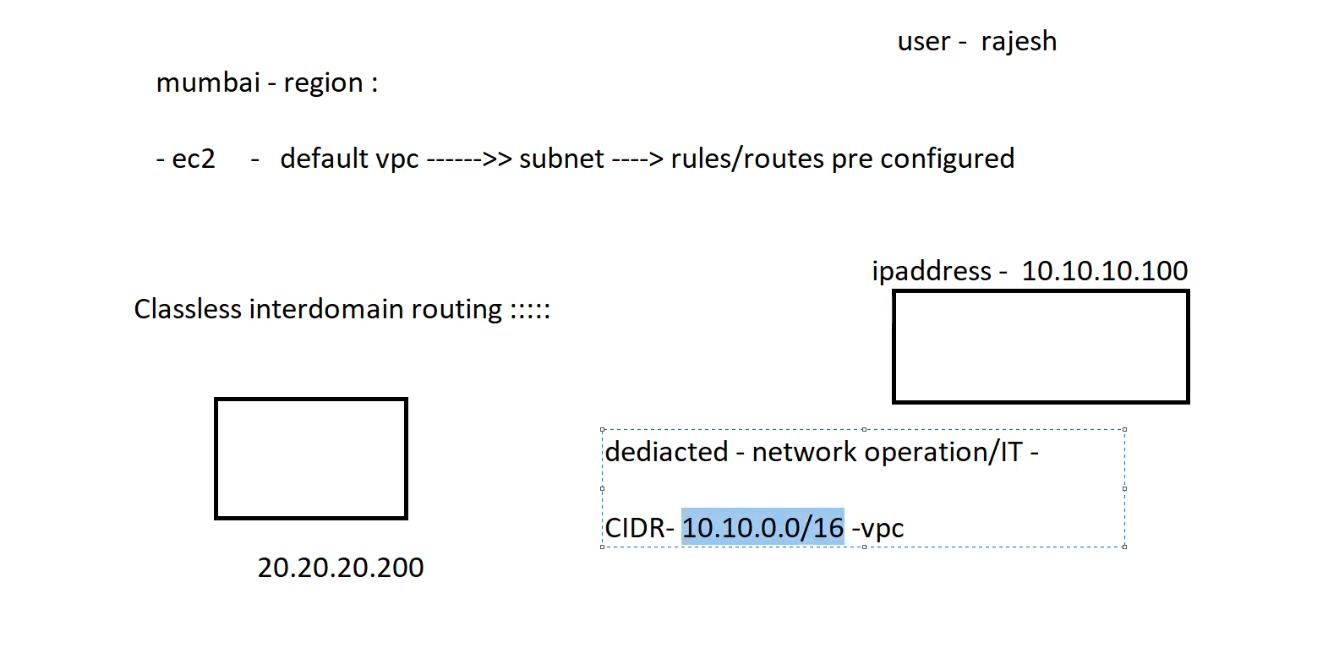 user - rajesh
mumbai - region :
- ec2 - default vpc ------>> subnet ----> rules/routes pre configured
ipaddress - 10.10.10.100
Classless interdomain routing :::::
dediacted - network operation/IT -
CIDR- 10.10.0.0/16 -vpc
20.20.20.200